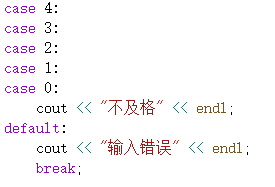 case 4:
case 3:
case 2:
case 1:
case 0:
    cout << "不及格" << endl;
default:
    cout << "输入错误" << endl;
    break;